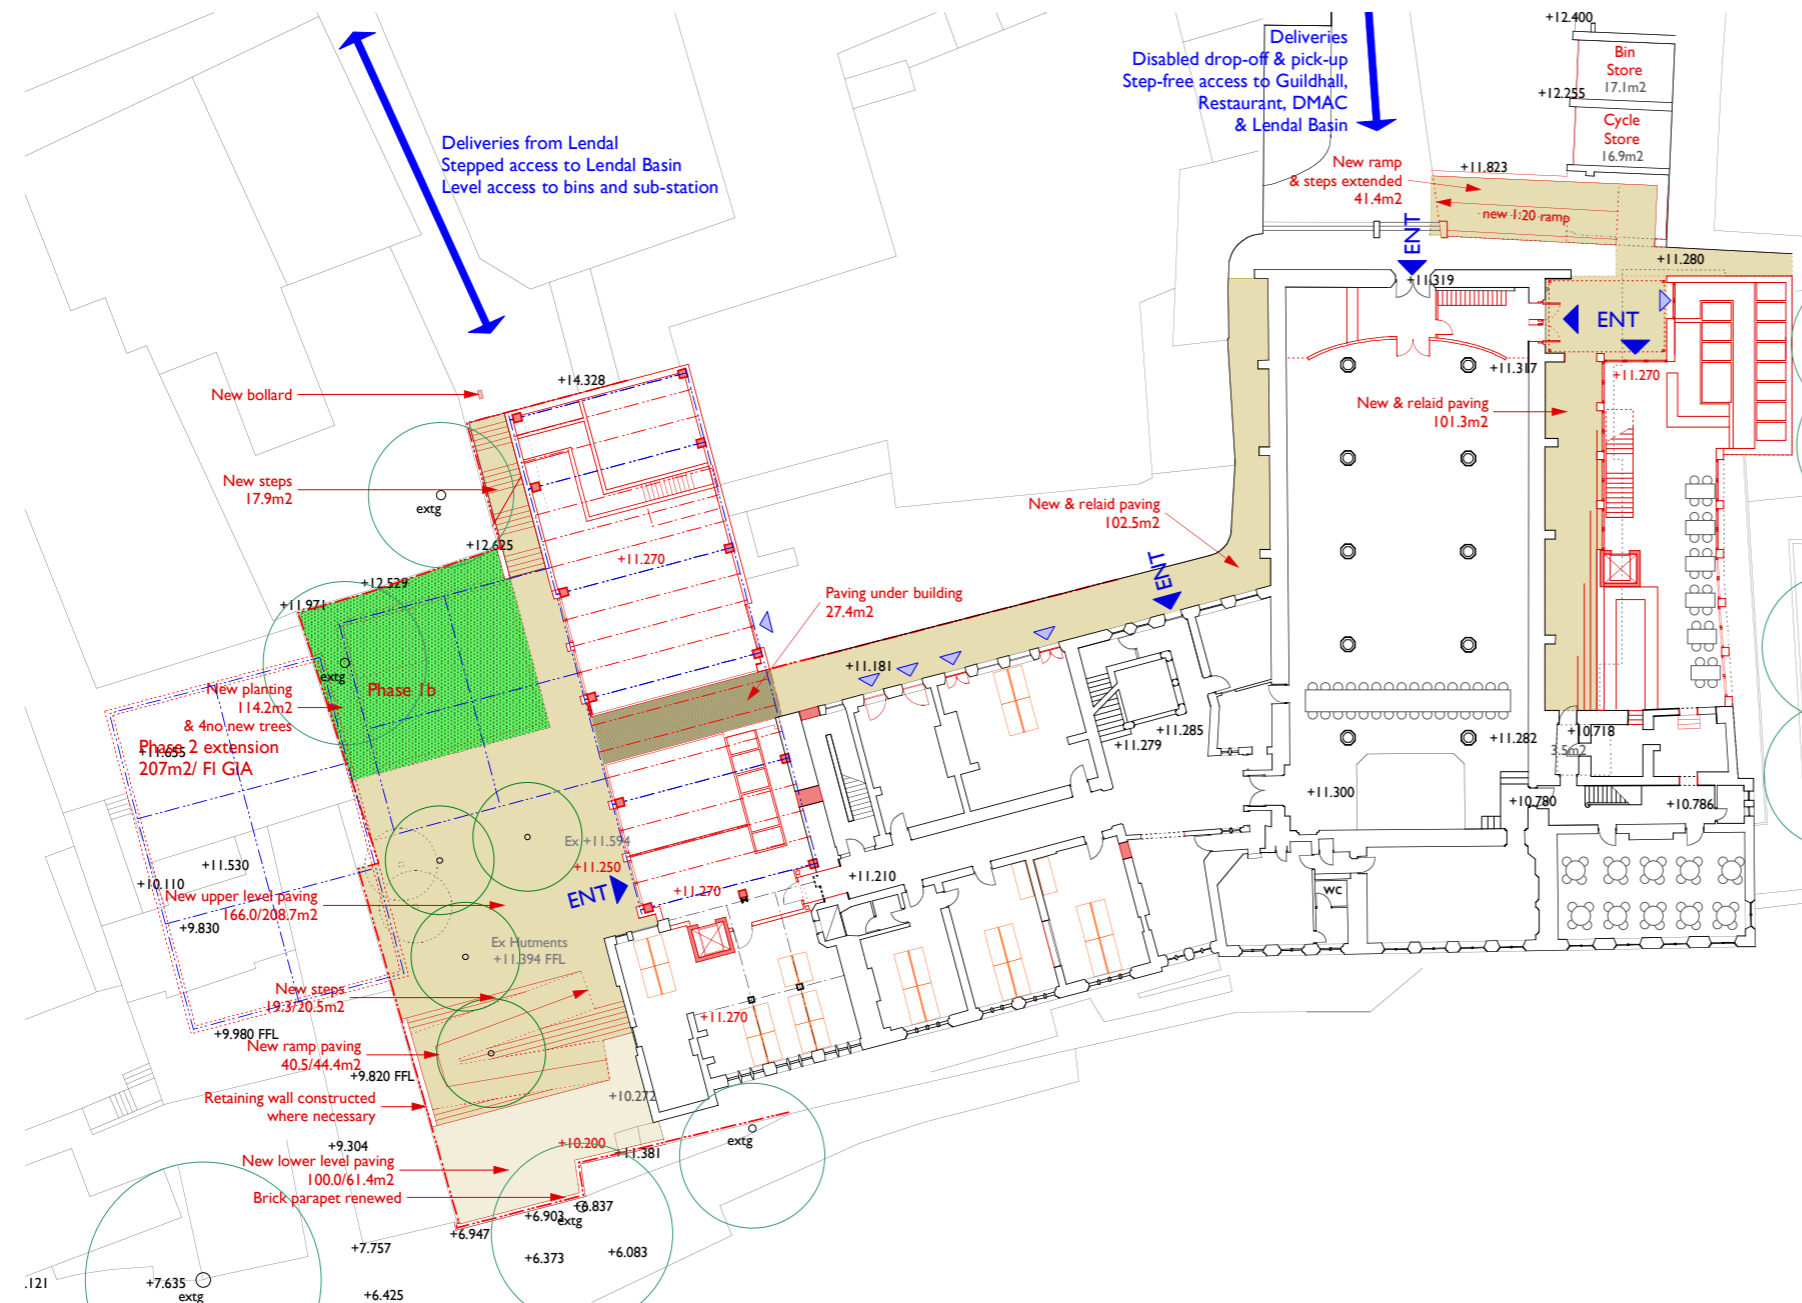 +12.400
Deliveries
Disabled drop-off & pick-up
Step-free access to Guildhall,
Restaurant, DMAC
& Lendal Basin
Bin
Store
17.1m2
+12.255
Cycle
Store
16.9m2
Deliveries from Lendal
Stepped access to Lendal Basin
Level access to bins and sub-station
New ramp
& steps extended
41.4m2
+11.823
new 1:20 ramp
ENT
+11.280
+11.319
ENT
+11.317
+11.270
New & relaid paving
101.3m2
+14.328
New bollard
New steps
17.9m2
extg
+12.625
+11.270
New & relaid paving
102.5m2
ENT
+12.529
+11.971
Paving under building
27.4m2
extg
Phase 1b
New planting
114.2m2
& 4no new trees
Phase 2 extension
207m2/ FI GIA
+11.655
+11.181
+11.279
+11.285
+11.282
+10.718
3.5m2
+11.300
+10.780
+10.786
Ex +11.594
+11.250
ENT
+11.270
+11.210
WC
+11.530
+10.110
New upper level paving
166.0/208.7m2
+9.830
Ex Hutments
+11.394 FFL
New steps
19.3/20.5m2
+11.270
+9.980 FFL
New ramp paving
40.5/44.4m2
+9.820 FFL
Retaining wall constructed
where necessary
+10.272
+9.304
+10.200
+11.381
extg
New lower level paving
100.0/61.4m2
Brick parapet renewed
+6.837
+6.903
extg
+6.947
+7.757
+6.373
+6.083
.121
+7.635
extg
+6.425